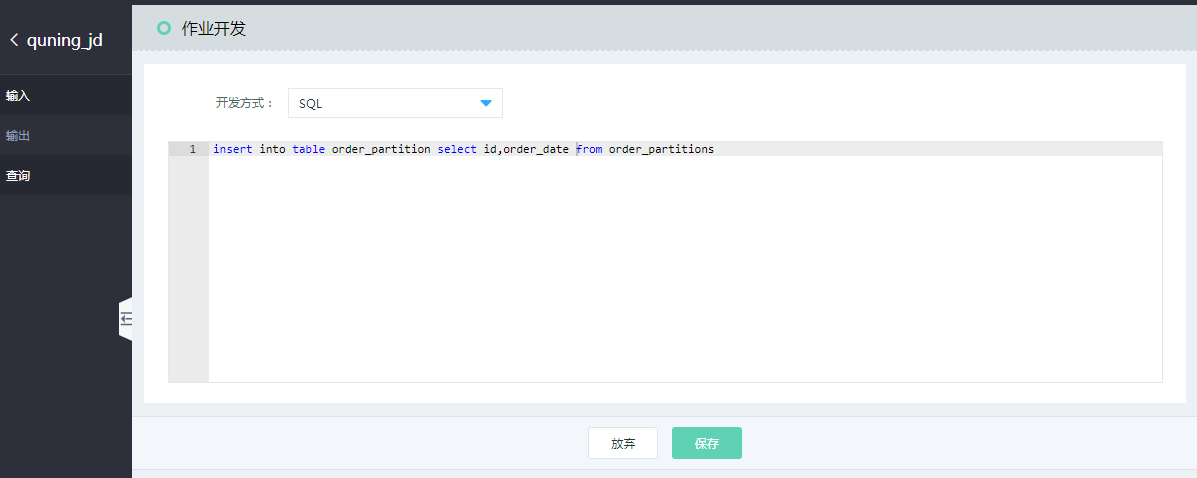 quning_jd
作业开发
输入
输出
查询
开发方式：
SQL
1 insert into table order_partition select id,order_date from order_partitions
放弃
保存